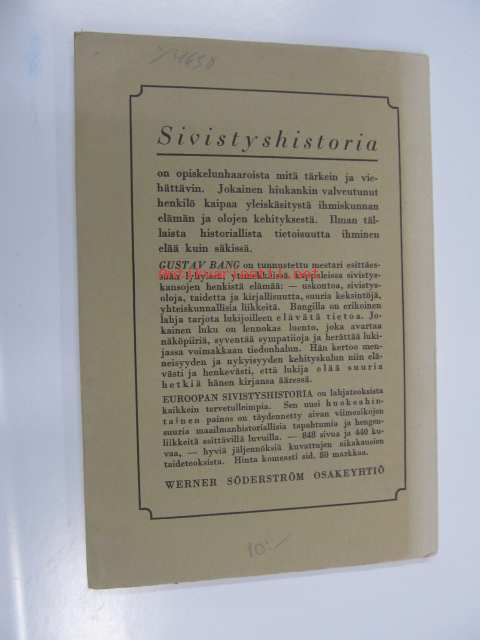 Sivistyshistoria
on opiskelunhaaroista mitä tärkein ja vie-
hättävin. Jokainen hiukankin valveutunut
henkilö kaipaa yleiskäsitystä ihmiskunnan
elämän ja olojen kehityksestä. Ilman täl-
laista historiallista tietoisuutta ihminen
elää kuin säkissä.
GUSTAV BANG on tunnustettu mestari esittäes-
sään lyhyissä, ytimekkäissä kappaleissa sivistys-
kansojen henkistä elämää: — uskontoa, sivistys-
oloja, taidetta ja kirjallisuutta, suuria keksintöjä,
yhteiskunnallisia liikkeitä. Bangilla on erikoinen
lahja tarjota lukijoilleen elävätä tietoa. Jo-
kainen luku on lennokas luento, joka avartaa
näköpiiriä, syventää sympatioja ja herättää luki-
jassa voimakkaan tiedonhalun. Hän kertoo men-
neisyyden ja nykyisyyden kehityskulun niin elä-
västi ja henkevästi, että lukija elää suuria
hetkiä hänen kirjansa ääressä.
EUROOPAN SIVISTYSHISTORIA on lahjateoksista
kaikkein tervetulleimpia. Sen uusi huokeahin-
tainen painos on täydennetty aivan viimeaikojen
suuria maailmanhistoriallisia tapahtumia ja hengen-
liikkeitä esittävillä luvuilla. — 848 sivua ja 440 ku-
vaa, — hyviä jäljennöksiä kuvattujen aikakausien
taideteoksista. Hinta komeasti sid. 80 markkaa.
WERNER SÖDERSTRÖM OSAKEYHTIÖ
10:-